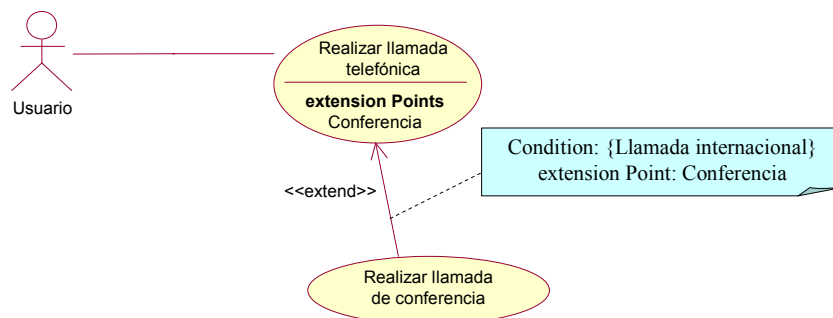 Realizar llamada
telefónica
extension Points
Conferencia
Usuario
Condition: {Llamada internacional}
extension Point: Conferencia
<<extend>>
Realizar llamada
de conferencia